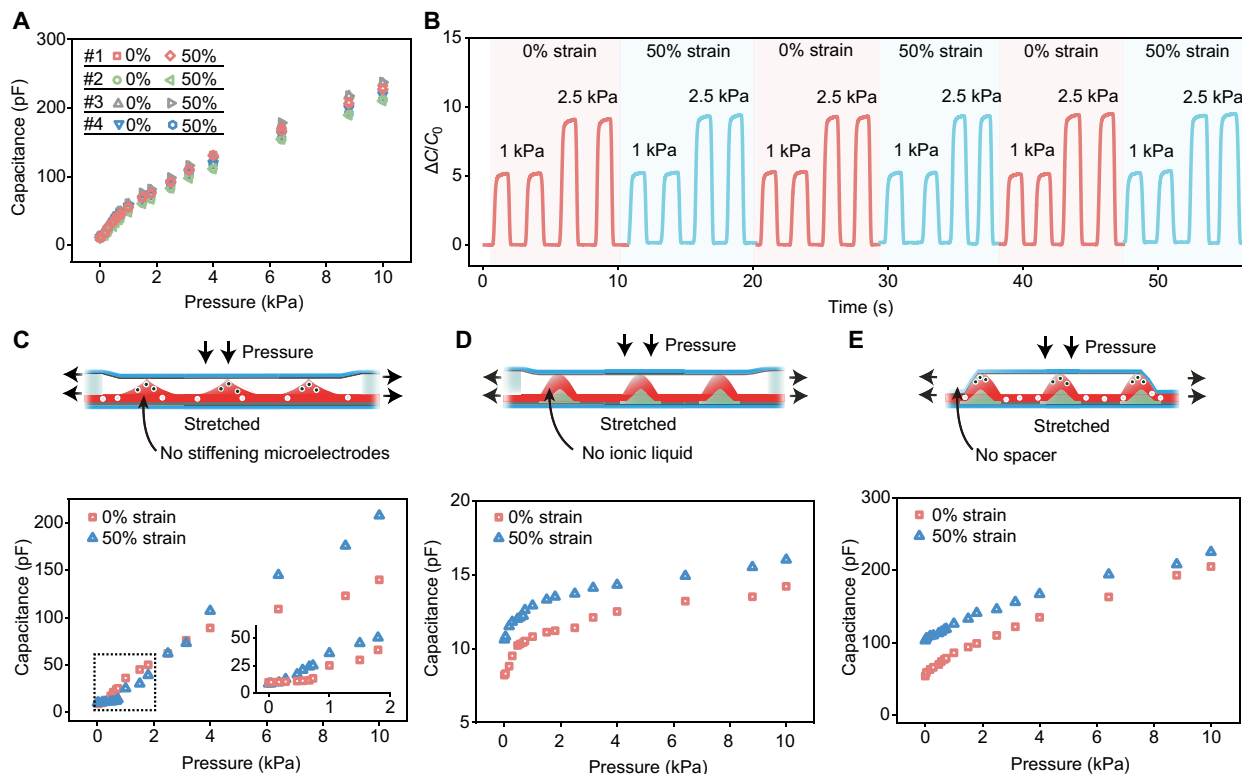 A
300
200
100
0
Capacitance (pF)
#1 0% 50%
#2 0% 50%
#3 0% 50%
#4 0% 50%
0 2 4 6 8 10
Pressure (kPa)
B
15
10
5
0
ΔC/C0
0% strain 50% strain 0% strain 50% strain 0% strain 50% strain
2.5 kPa 2.5 kPa 2.5 kPa 2.5 kPa 2.5 kPa 2.5 kPa
1 kPa 1 kPa 1 kPa 1 kPa 1 kPa 1 kPa
0 10 20 30 40 50
Time (s)
C
Pressure
Stretched
No stiffening microelectrodes
200
150
100
50
0
Capacitance (pF)
0% strain
50% strain
50
25
0
0 1 2
0 2 4 6 8 10
Pressure (kPa)
D
Pressure
Stretched
No ionic liquid
20
15
10
5
Capacitance (pF)
0% strain
50% strain
0 2 4 6 8 10
Pressure (kPa)
E
Pressure
Stretched
No spacer
300
200
100
0
Capacitance (pF)
0% strain
50% strain
0 2 4 6 8 10
Pressure (kPa)